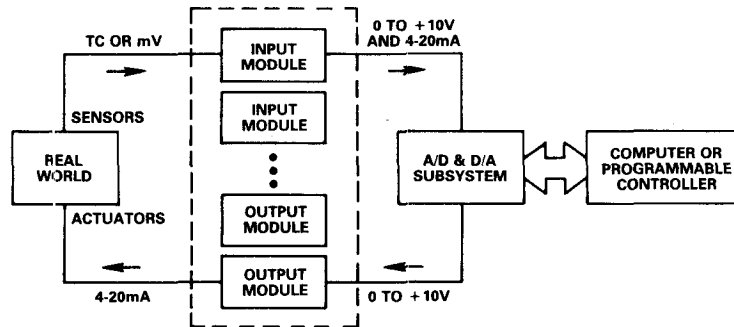 TC OR mV
0 TO +10V
AND 4-20mA
INPUT
MODULE
SENSORS
INPUT
MODULE
REAL
WORLD
A/D & D/A
SUBSYSTEM
COMPUTER OR
PROGRAMMABLE
CONTROLLER
ACTUATORS
OUTPUT
MODULE
OUTPUT
MODULE
4-20mA
0 TO +10V